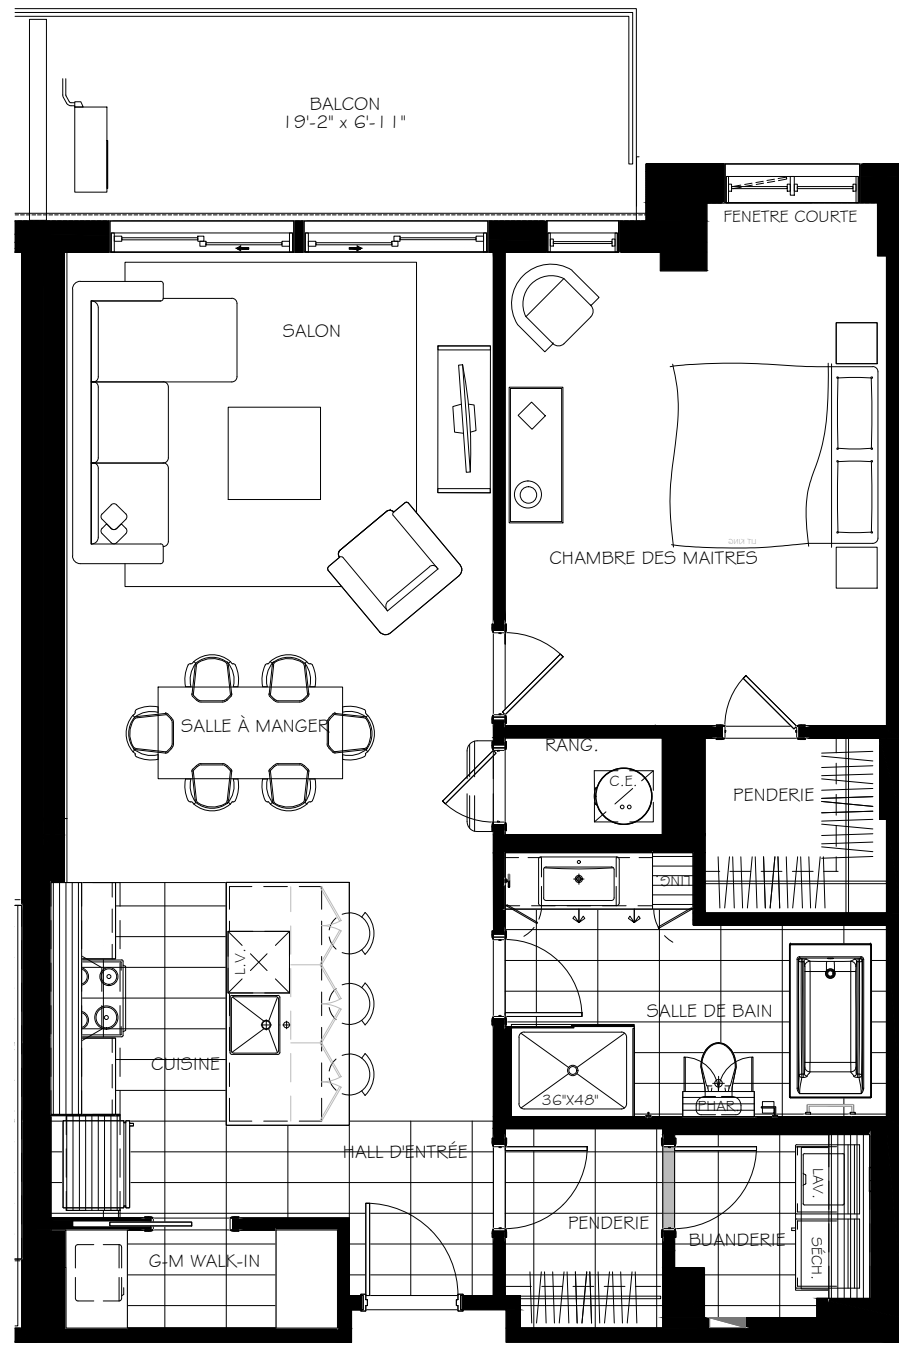 BALCON
19'-2" x 6'-11"
FENETRE COURTE
SALON
CHAMBRE DES MAITRES
SALLE À MANGER
RANG.
C.E.
PENDERIE
LING.
L.V.
SALLE DE BAIN
CUISINE
36"X48"
PHAR.
HALL D'ENTRÉE
LAV.
PENDERIE
BUANDERIE
SÉCH.
G-M WALK-IN